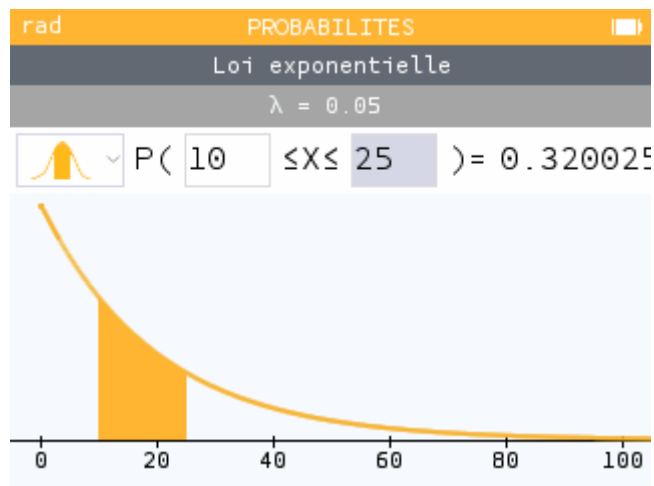 rad PROBABILITES
Loi exponentielle
λ = 0.05
P( 10 ≤X≤ 25 )= 0.320025
0 20 40 60 80 100